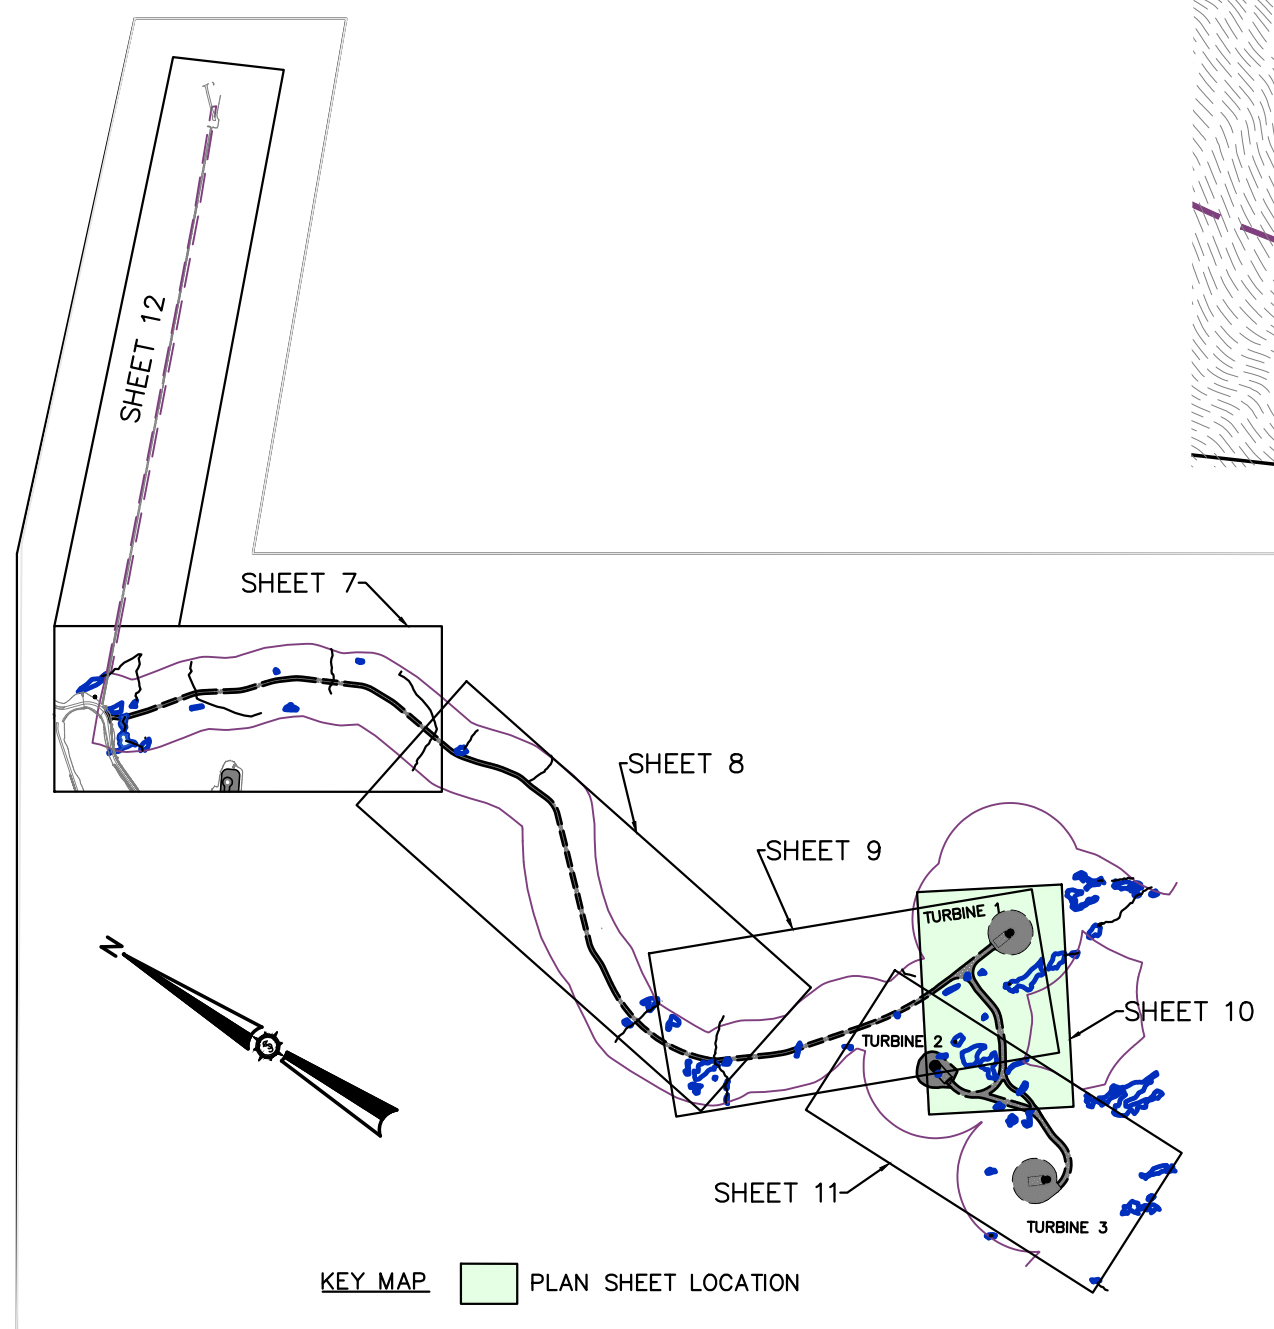 SHEET 12
SHEET 7
SHEET 8
SHEET 9
TURBINE 1
SHEET 10
TURBINE 2
SHEET 11
TURBINE 3
N
KEY MAP
PLAN SHEET LOCATION